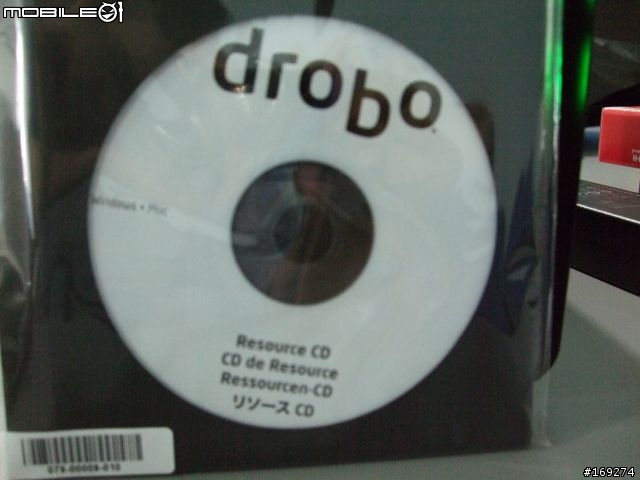 MOBILE01
drobo
Windows • Mac
Resource CD
CD de Resource
Ressourcen-CD
リソース CD
#169274